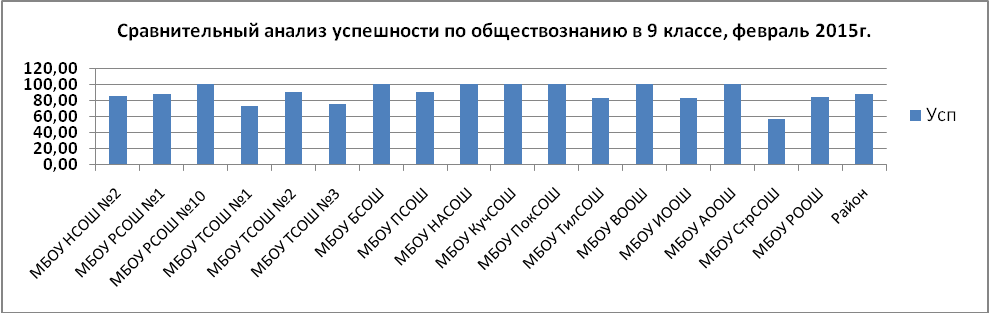 Сравнительный анализ успешности по обществознанию в 9 классе, февраль 2015г.
120,00
100,00
80,00
60,00
40,00
20,00
0,00
Усп
МБОУ НСОШ №2
МБОУ РСОШ №1
МБОУ РСОШ №10
МБОУ ТСОШ №1
МБОУ ТСОШ №2
МБОУ ТСОШ №3
МБОУ БСОШ
МБОУ ПСОШ
МБОУ НАСОШ
МБОУ КучСОШ
МБОУ ПокСОШ
МБОУ ТилСОШ
МБОУ ВООШ
МБОУ ИООШ
МБОУ АООШ
МБОУ СтрСОШ
МБОУ РООШ
Район